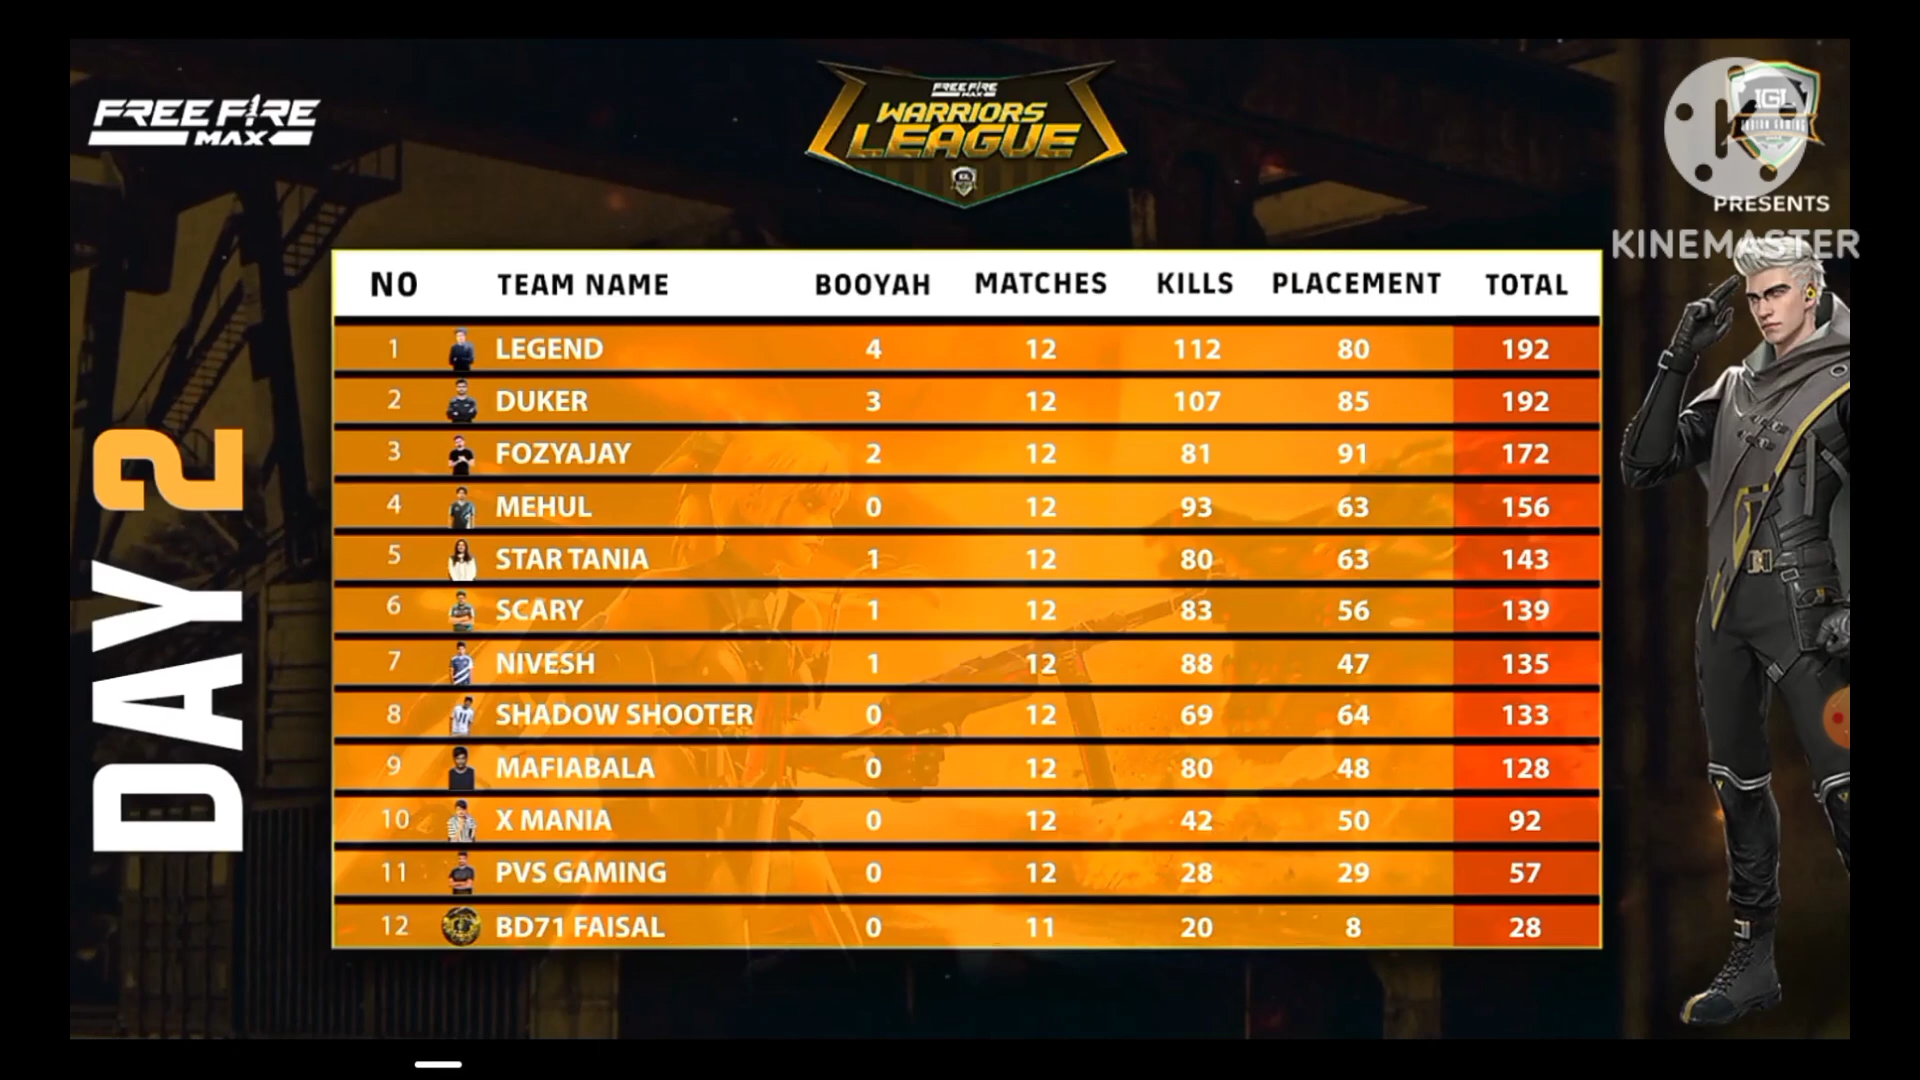 FREE FIRE
MAX
FREE FIRE
MAX
WARRIORS
LEAGUE
IGL
PRESENTS
KINEMASTER
DAY 2
NO TEAM NAME BOOYAH MATCHES KILLS PLACEMENT TOTAL
1 LEGEND 4 12 112 80 192
2 DUKER 3 12 107 85 192
3 FOZYAJAY 2 12 81 91 172
4 MEHUL 0 12 93 63 156
5 STAR TANIA 1 12 80 63 143
6 SCARY 1 12 83 56 139
7 NIVESH 1 12 88 47 135
8 SHADOW SHOOTER 0 12 69 64 133
9 MAFIABALA 0 12 80 48 128
10 X MANIA 0 12 42 50 92
11 PVS GAMING 0 12 28 29 57
12 BD71 FAISAL 0 11 20 8 28